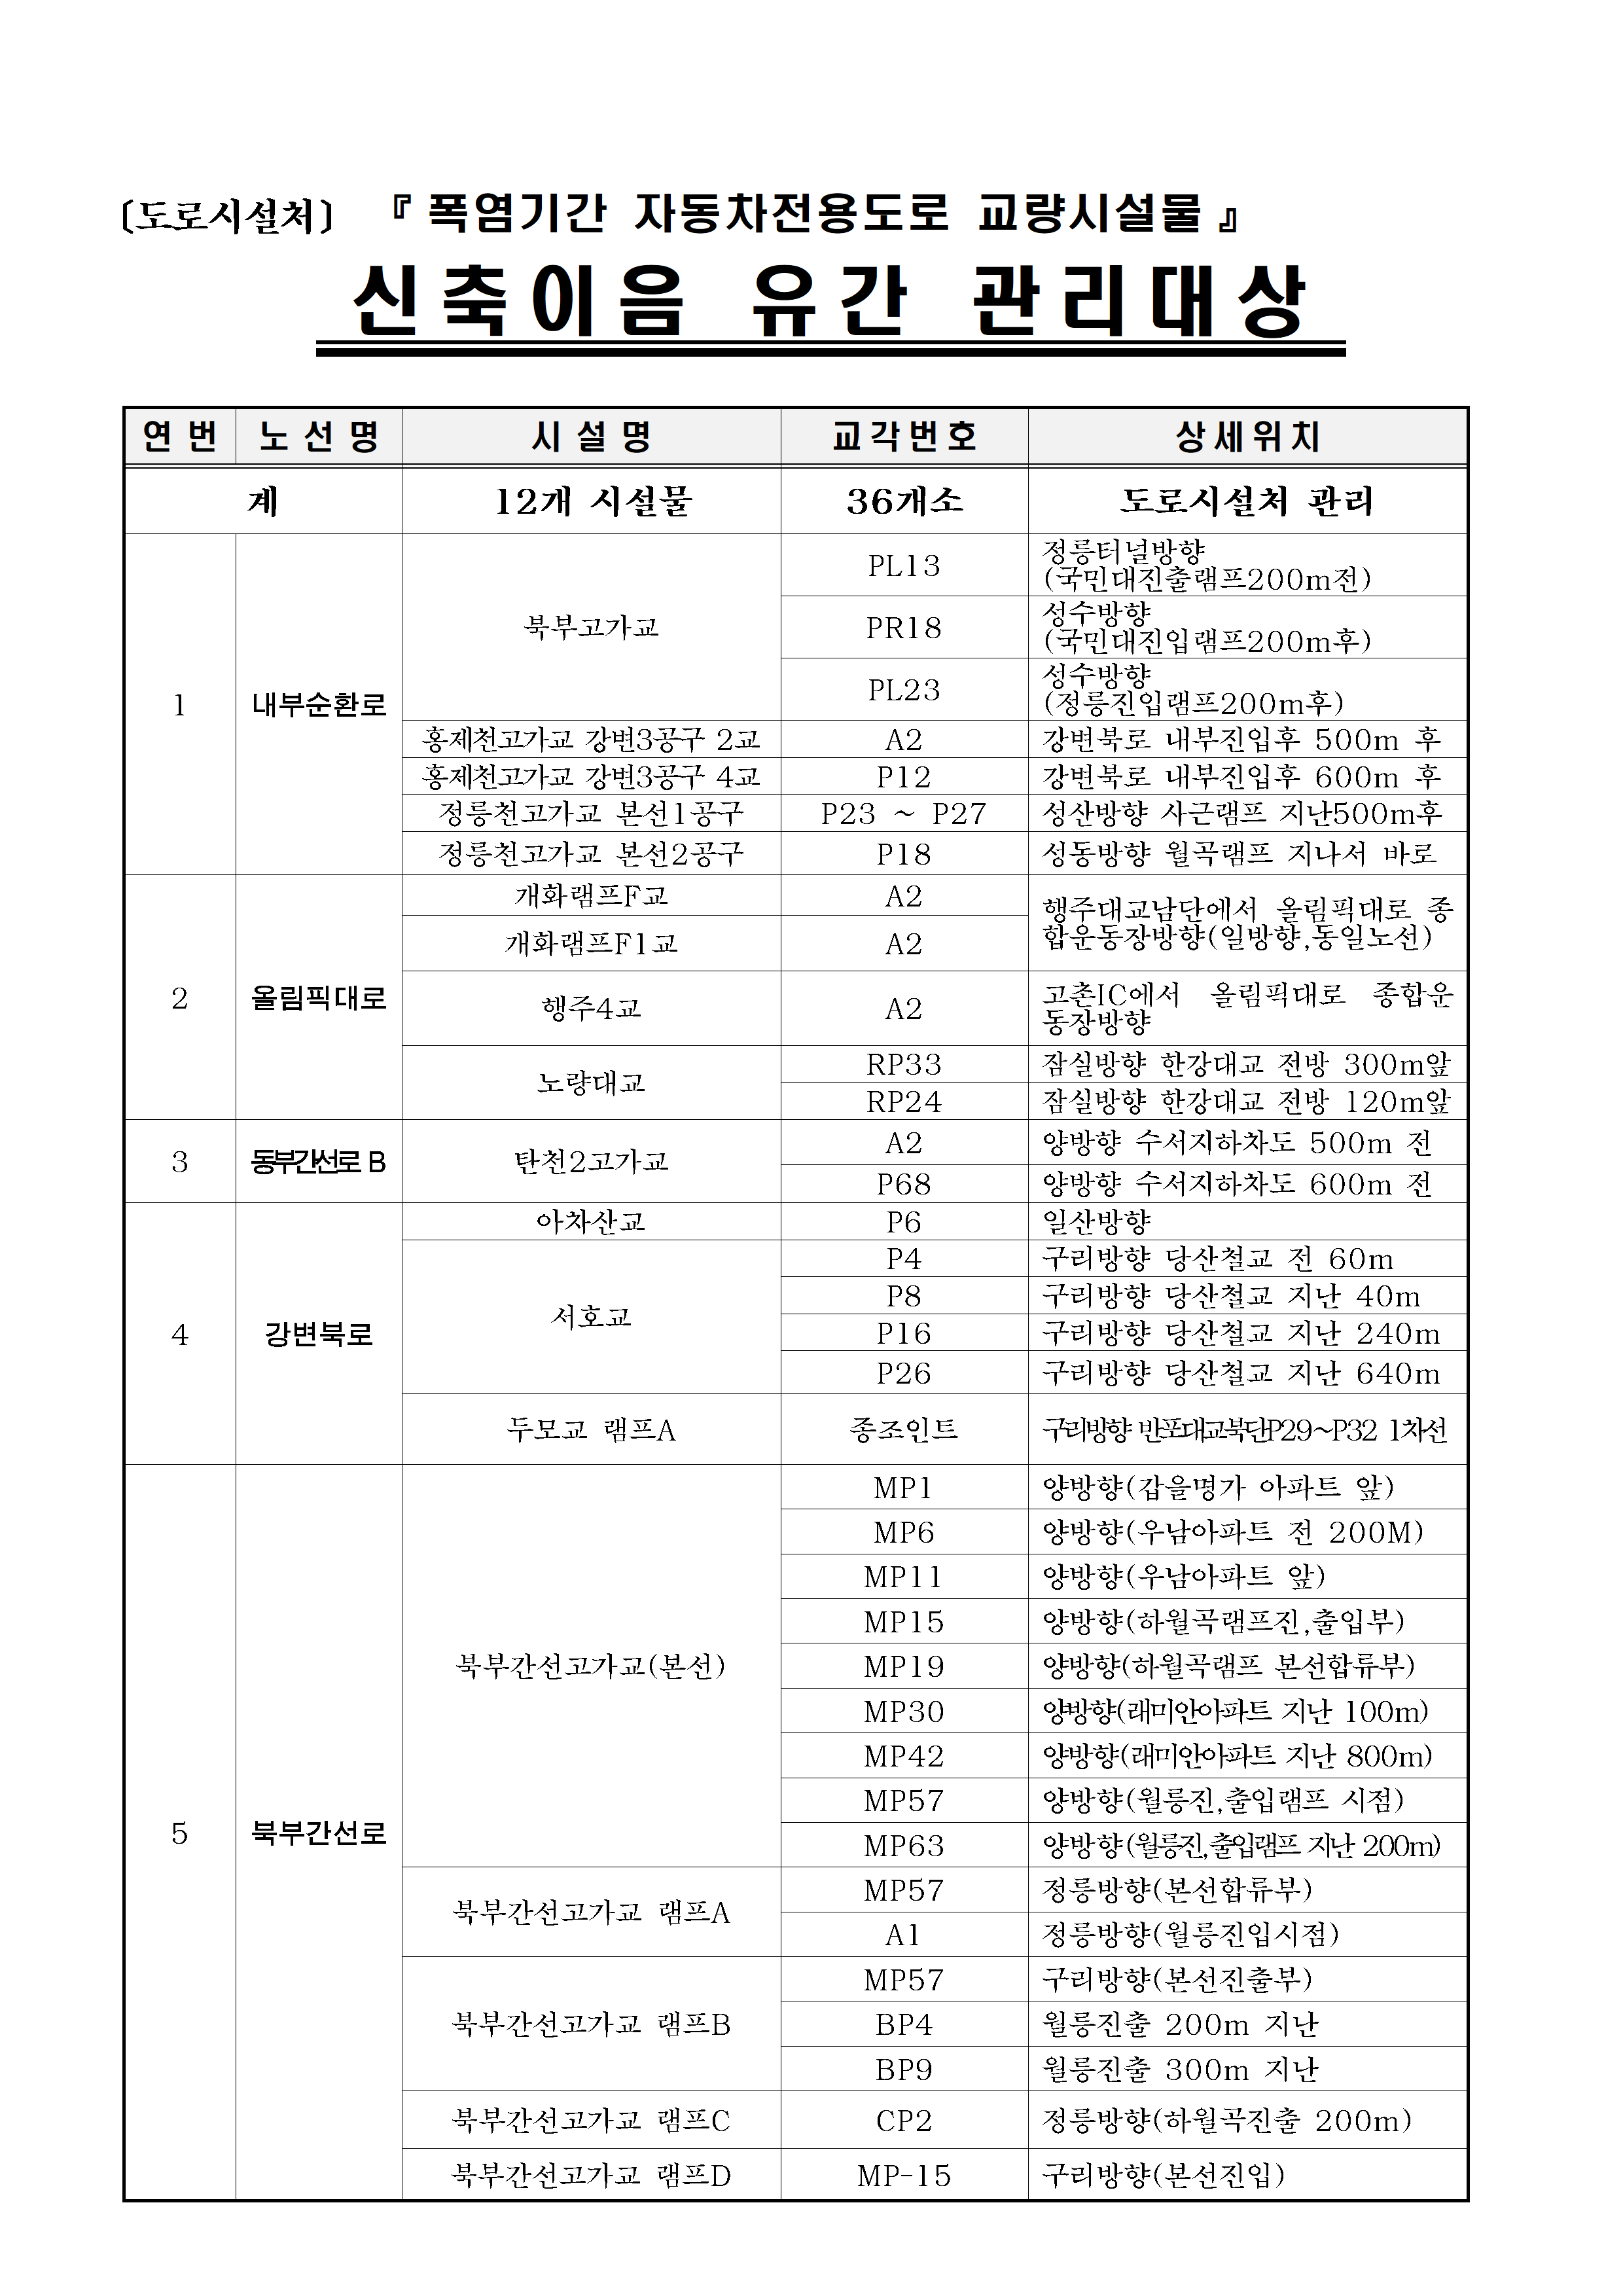 〔도로시설처〕 『 폭염기간 자동차전용도로 교량시설물 』
신축이음 유간 관리대상
연 번 노 선 명 시 설 명 교각번호 상세위치
계 12개 시설물 36개소 도로시설처 관리
1 내부순환로 북부고가교 PL13 정릉터널방향
(국민대진출램프200m전)
PR18 성수방향
(국민대진입램프200m후)
PL23 성수방향
(정릉진입램프200m후)
홍제천고가교 강변3공구 2교 A2 강변북로 내부진입후 500m 후
홍제천고가교 강변3공구 4교 P12 강변북로 내부진입후 600m 후
정릉천고가교 본선1공구 P23 ~ P27 성산방향 사근램프 지난500m후
정릉천고가교 본선2공구 P18 성동방향 월곡램프 지나서 바로
2 올림픽대로 개화램프F교 A2 행주대교남단에서 올림픽대로 종
합운동장방향(일방향,동일노선)
개화램프F1교 A2
행주4교 A2 고촌IC에서 올림픽대로 종합운
동장방향
노량대교 RP33 잠실방향 한강대교 전방 300m앞
RP24 잠실방향 한강대교 전방 120m앞
3 동부간선로 B 탄천2고가교 A2 양방향 수서지하차도 500m 전
P68 양방향 수서지하차도 600m 전
4 강변북로 아차산교 P6 일산방향
서호교 P4 구리방향 당산철교 전 60m
P8 구리방향 당산철교 지난 40m
P16 구리방향 당산철교 지난 240m
P26 구리방향 당산철교 지난 640m
두모교 램프A 종조인트 구리방향 반포대교북단P29~P32 1차선
5 북부간선로 북부간선고가교(본선) MP1 양방향(갑을명가 아파트 앞)
MP6 양방향(우남아파트 전 200M)
MP11 양방향(우남아파트 앞)
MP15 양방향(하월곡램프진,출입부)
MP19 양방향(하월곡램프 본선합류부)
MP30 양방향(래미안아파트 지난 100m)
MP42 양방향(래미안아파트 지난 800m)
MP57 양방향(월릉진,출입램프 시점)
MP63 양방향(월릉진,출입램프 지난 200m)
북부간선고가교 램프A MP57 정릉방향(본선합류부)
A1 정릉방향(월릉진입시점)
북부간선고가교 램프B MP57 구리방향(본선진출부)
BP4 월릉진출 200m 지난
BP9 월릉진출 300m 지난
북부간선고가교 램프C CP2 정릉방향(하월곡진출 200m)
북부간선고가교 램프D MP-15 구리방향(본선진입)